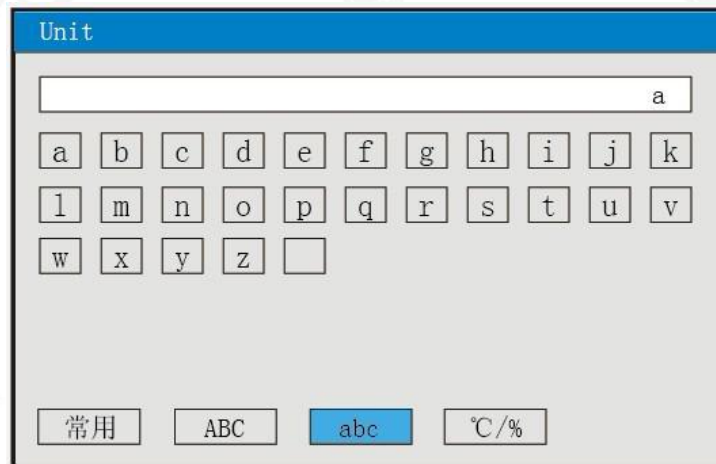 Unit
a
a b c d e f g h i j k
l m n o p q r s t u v
w x y z
常用 ABC abc ℃/%